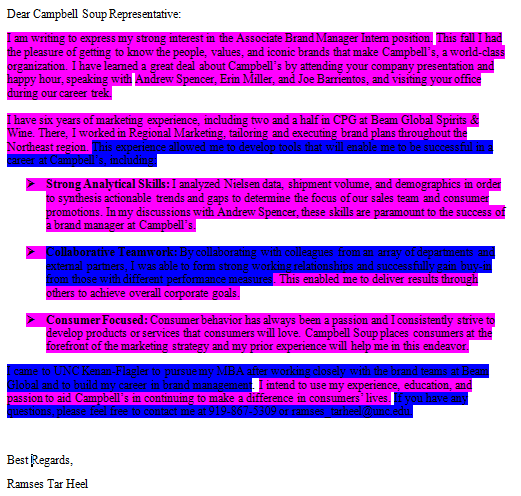 Dear Campbell Soup Representative:
I am writing to express my strong interest in the Associate Brand Manager Intern position. This fall I had
the pleasure of getting to know the people, values, and iconic brands that make Campbell's, a world-class
organization. I have learned a great deal about Campbell's by attending your company presentation and
happy hour, speaking with Andrew Spencer, Erin Miller, and Joe Barrientos, and visiting your office
during our career trek.
I have six years of marketing experience, including two and a half in CPG at Beam Global Spirits &
Wine. There, I worked in Regional Marketing, tailoring and executing brand plans throughout the
Northeast region. This experience allowed me to develop tools that will enable me to be successful in a
career at Campbell's, including:
➢ Strong Analytical Skills: I analyzed Nielsen data, shipment volume, and demographics in order
to synthesis actionable trends and gaps to determine the focus of our sales team and consumer
promotions. In my discussions with Andrew Spencer, these skills are paramount to the success of
a brand manager at Campbell's.
➢ Collaborative Teamwork: By collaborating with colleagues from an array of departments and
external partners, I was able to form strong working relationships and successfully gain buy-in
from those with different performance measures. This enabled me to deliver results through
others to achieve overall corporate goals.
➢ Consumer Focused: Consumer behavior has always been a passion and I consistently strive to
develop products or services that consumers will love. Campbell Soup places consumers at the
forefront of the marketing strategy and my prior experience will help me in this endeavor.
I came to UNC Kenan-Flagler to pursue my MBA after working closely with the brand teams at Beam
Global and to build my career in brand management. I intend to use my experience, education, and
passion to aid Campbell's in continuing to make a difference in consumers' lives. If you have any
questions, please feel free to contact me at 919-867-5309 or ramses_tarheel@unc.edu.
Best Regards,
Ramses Tar Heel